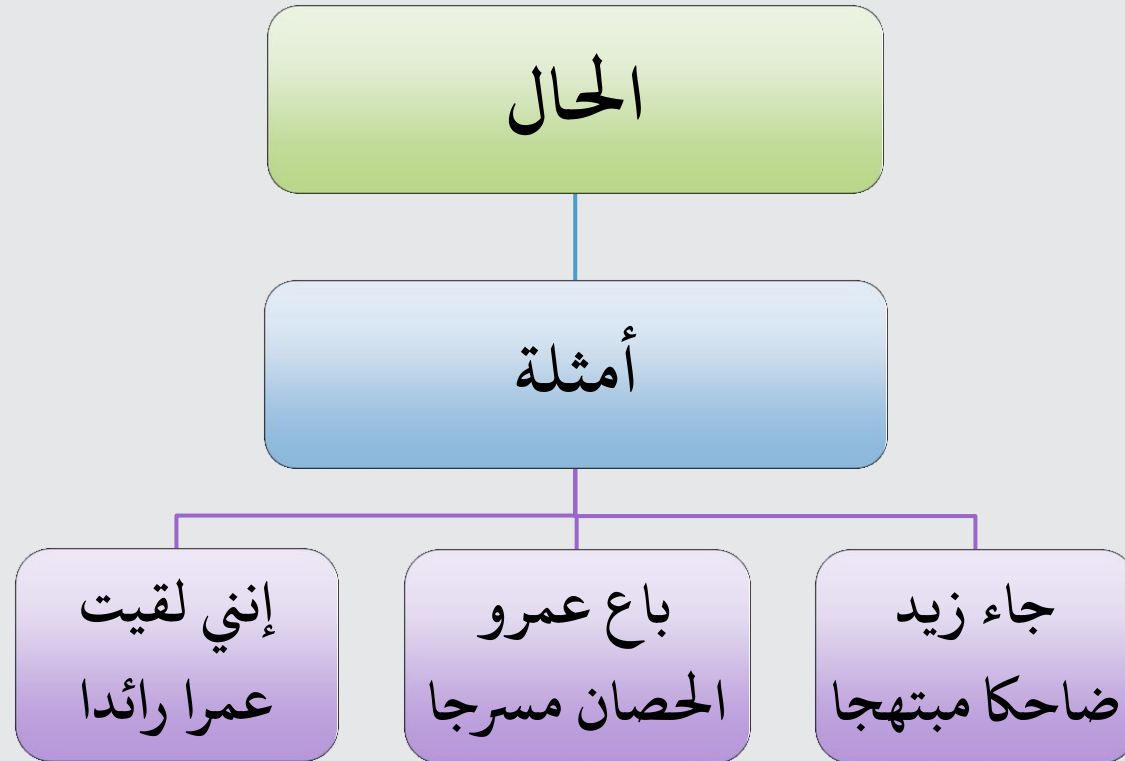 الحال
أمثلة
جاء زيد
ضاحكا مبتهجا
باع عمرو
الحصان مسرجا
إنني لقيت
عمرا رائدا